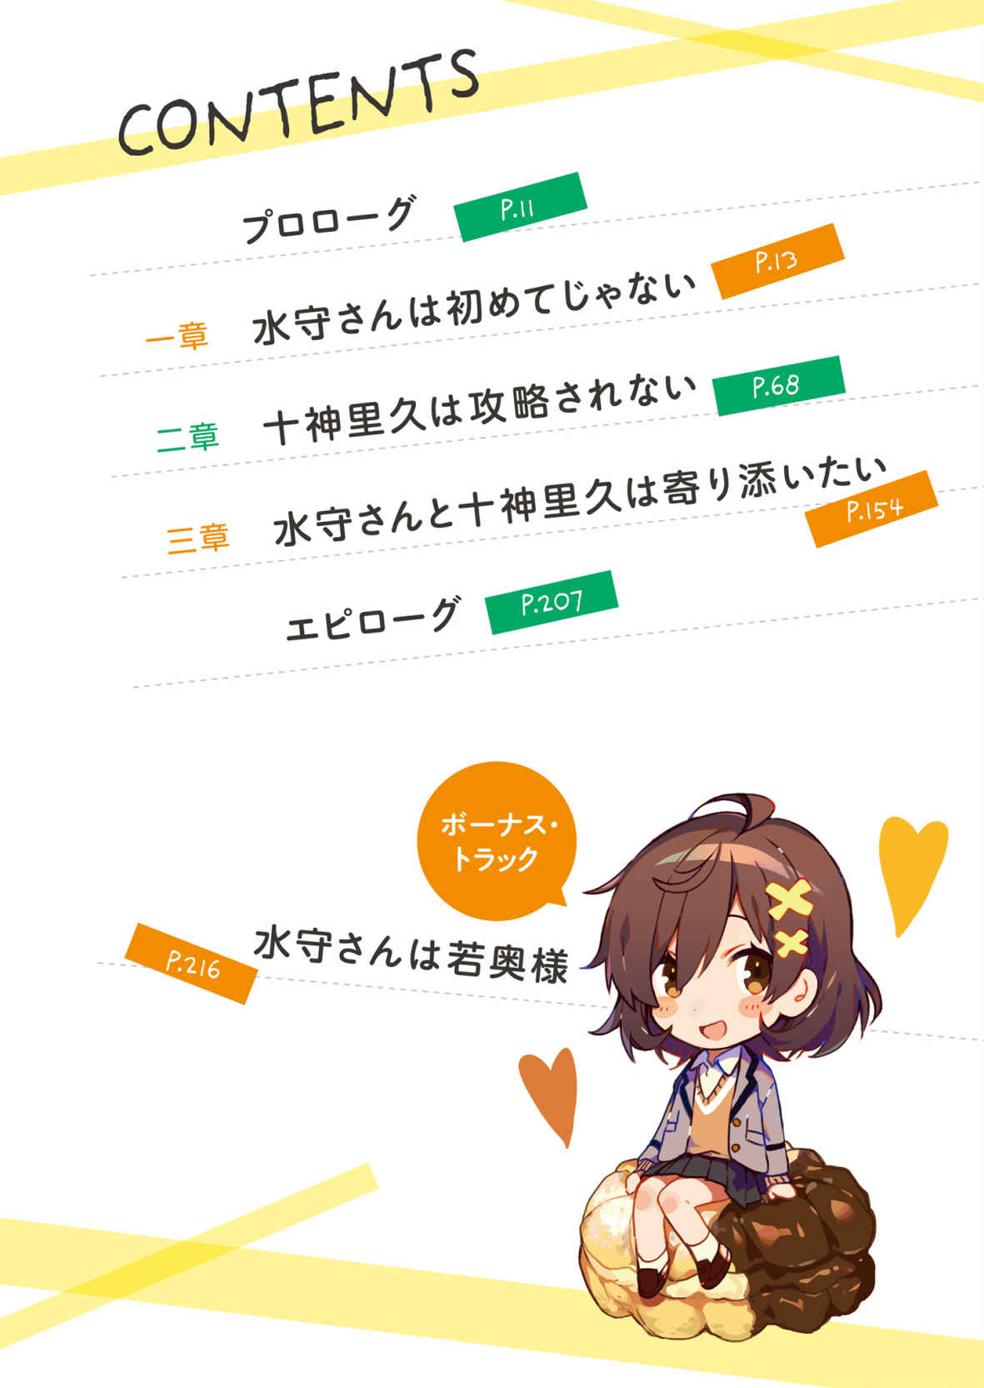 CONTENTS
プロローグ P.11
一章 水守さんは初めてじゃない P.13
二章 十神里久は攻略されない P.68
三章 水守さんと十神里久は寄り添いたい P.154
エピローグ P.207
ボーナス・
トラック
P.216 水守さんは若奥様